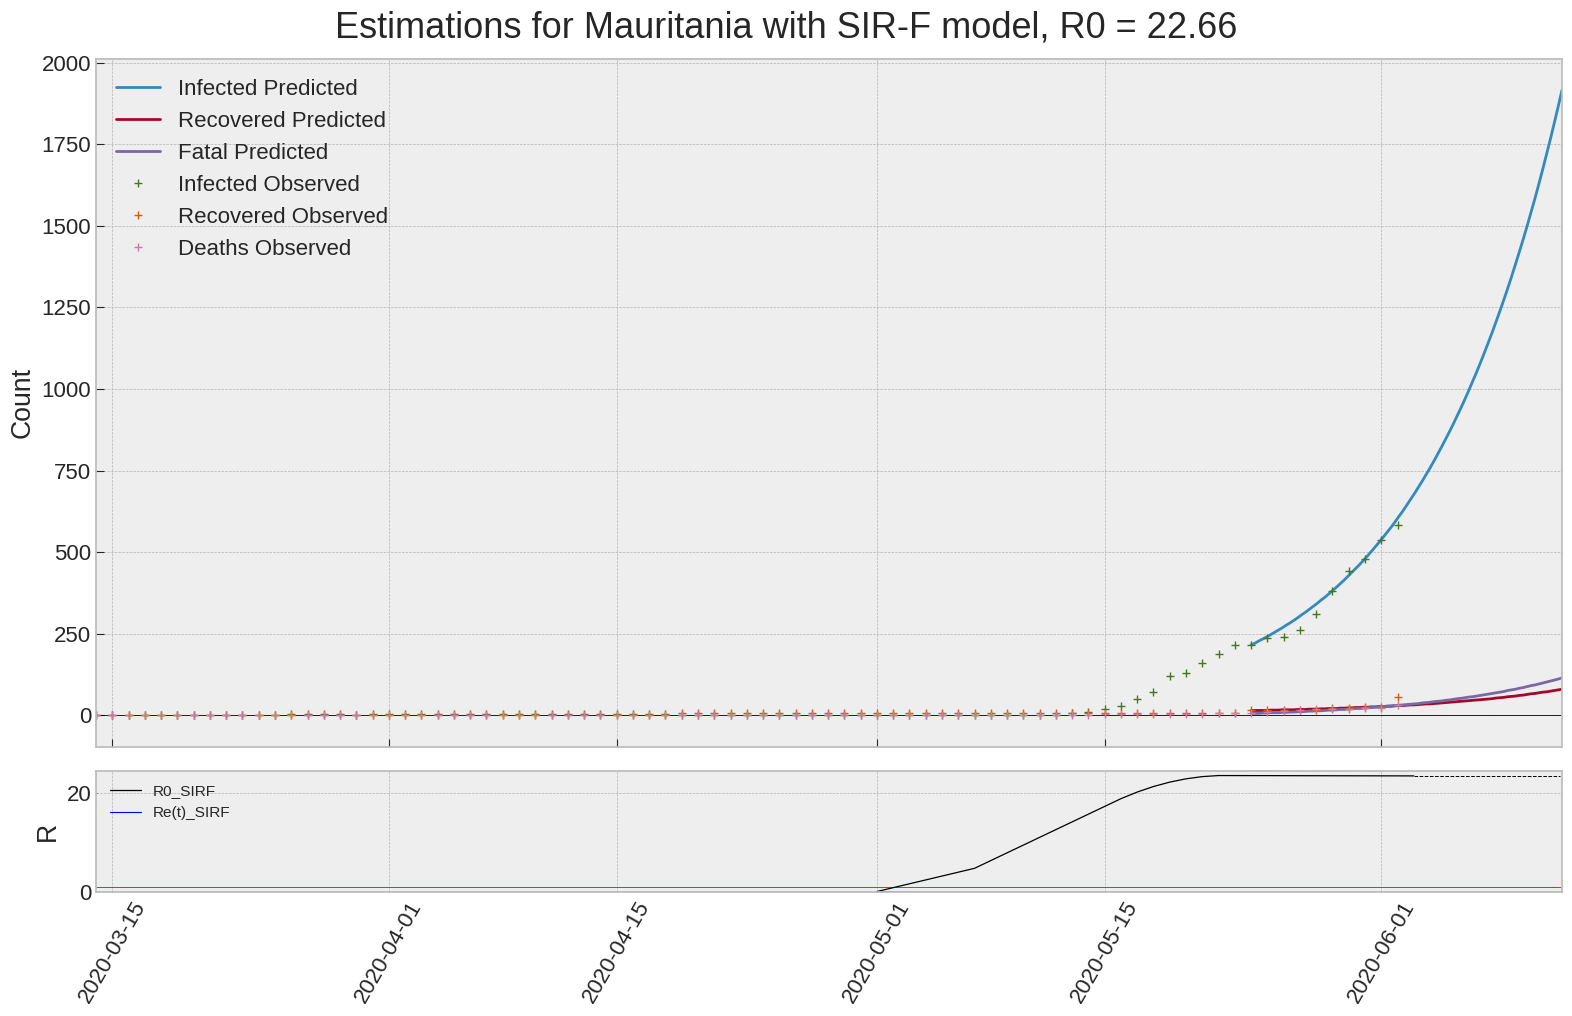 Estimations for Mauritania with SIR-F model, R0 = 22.66
2000
1750
1500
1250
1000
750
500
250
0
Count
Infected Predicted
Recovered Predicted
Fatal Predicted
Infected Observed
Recovered Observed
Deaths Observed
20
0
R
R0_SIRF
Re(t)_SIRF
2020-03-15
2020-04-01
2020-04-15
2020-05-01
2020-05-15
2020-06-01